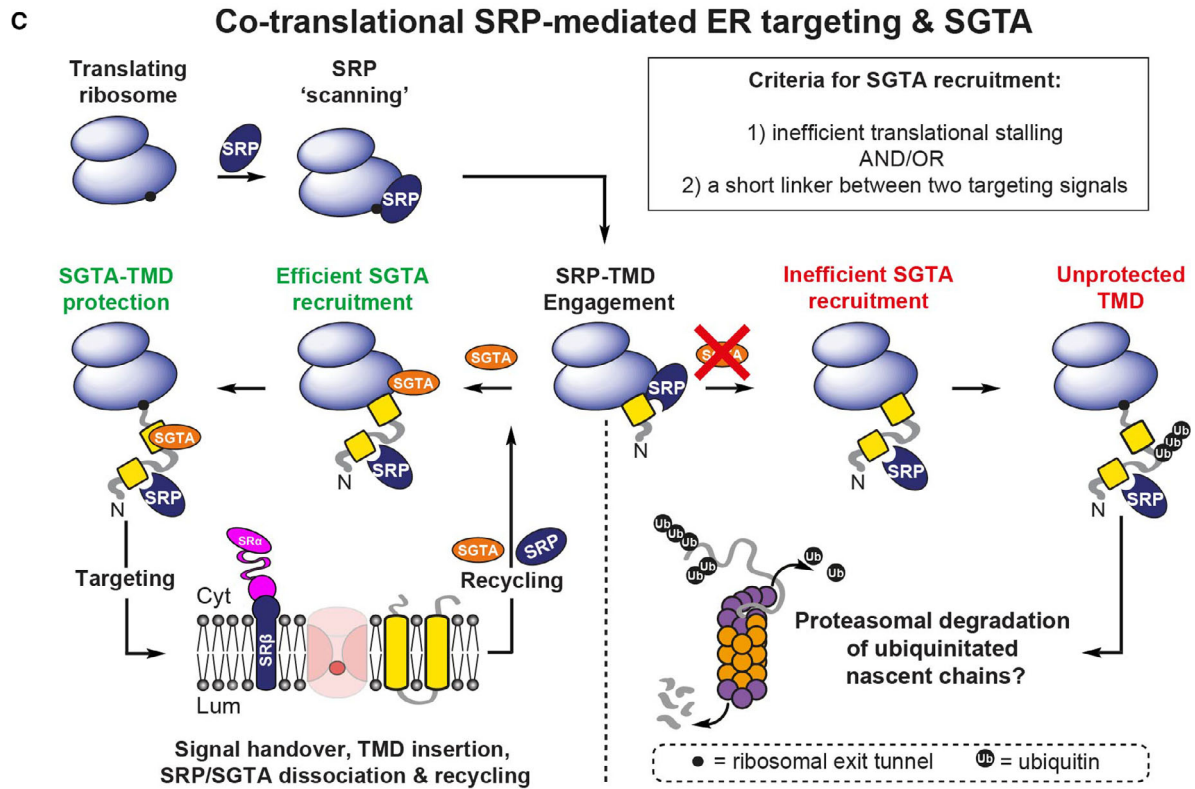 C
Co-translational SRP-mediated ER targeting & SGTA
Translating
ribosome
SRP
'scanning'
SRP
SRP
Criteria for SGTA recruitment:
1) inefficient translational stalling
AND/OR
2) a short linker between two targeting signals
SGTA-TMD
protection
Efficient SGTA
recruitment
SRP-TMD
Engagement
Inefficient SGTA
recruitment
Unprotected
TMD
SGTA
SRP
N
SGTA
SRP
N
SGTA
SRP
N
SGTA
SRP
N
Ub
Ub
Ub
SRP
N
Targeting
SRα
Cyt
SRβ
Lum
SGTA
SRP
Recycling
Signal handover, TMD insertion,
SRP/SGTA dissociation & recycling
Ub
Ub
Ub
Ub
Ub
Ub
Ub
Proteasomal degradation
of ubiquinitated
nascent chains?
= ribosomal exit tunnel
Ub = ubiquitin